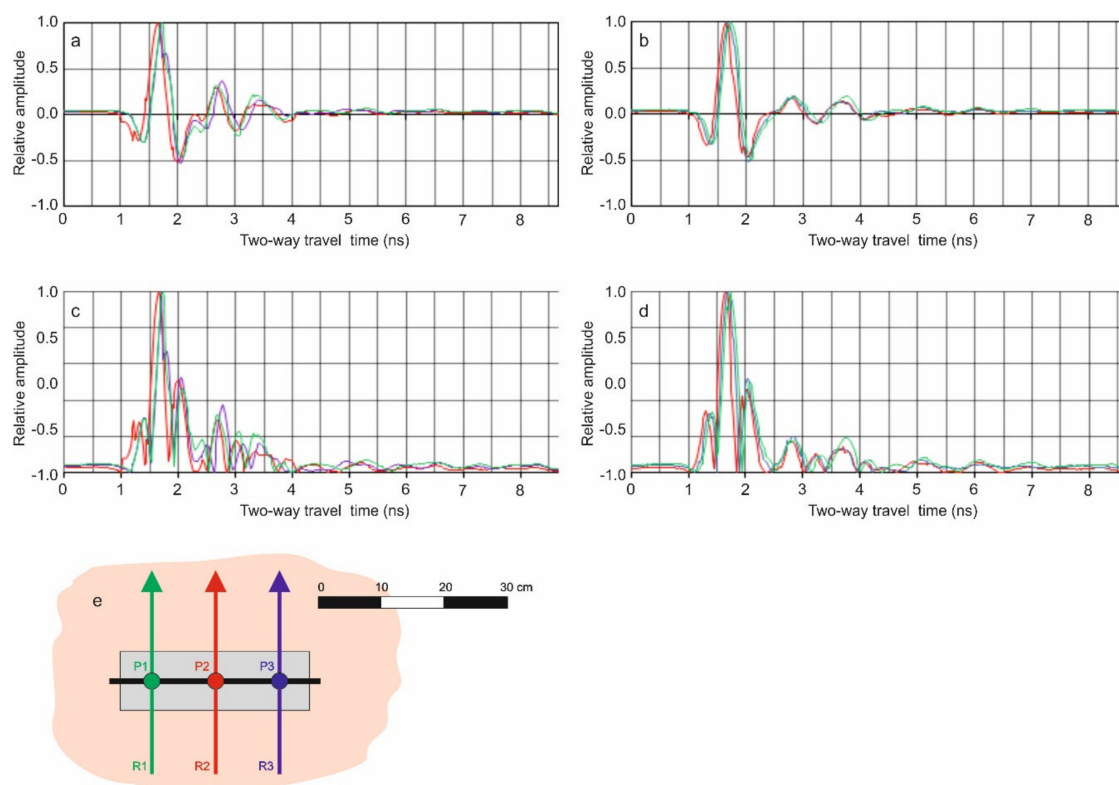 a
1.0
0.5
0.0
-0.5
-1.0
Relative amplitude
0 1 2 3 4 5 6 7 8
Two-way travel time (ns)
b
1.0
0.5
0.0
-0.5
-1.0
Relative amplitude
0 1 2 3 4 5 6 7 8
Two-way travel time (ns)
c
1.0
0.5
0.0
-0.5
-1.0
Relative amplitude
0 1 2 3 4 5 6 7 8
Two-way travel time (ns)
d
1.0
0.5
0.0
-0.5
-1.0
Relative amplitude
0 1 2 3 4 5 6 7 8
Two-way travel time (ns)
e
0 10 20 30 cm
P1 P2 P3
R1 R2 R3